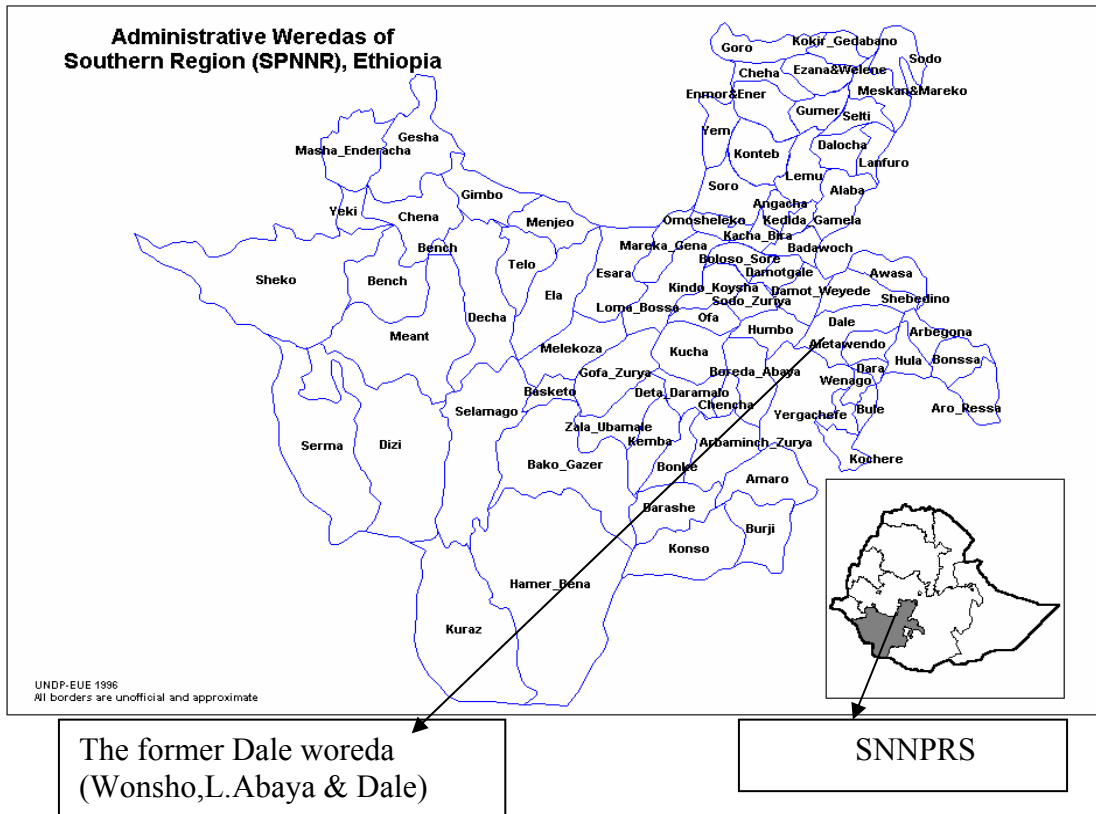 Administrative Weredas of
Southern Region (SPNNR), Ethiopia
Goro
Kokir_Gedabano
Sodo
Cheha
Ezana&Welene
Meskan&Mareko
Enmor&Ener
Gumer
Selti
Yem
Konteb
Dalocha
Lanfuro
Gesha
Masha_Enderacha
Lemu
Soro
Alaba
Gimbo
Angacha
Yeki
Chena
Menjeo
Omosheleko
Kedida
Gamela
Kacha_Bira
Bench
Mareka_Gena
Badawoch
Telo
Boloso_Sore
Sheko
Bench
Esara
Damotgale
Awasa
Ela
Kindo_Koysha
Damot_Weyede
Shebedino
Loma_Bossa
Sodo_Zuriya
Decha
Ofa
Dale
Meant
Humbo
Arbegona
Melekoza
Kucha
Aletawendo
Hula
Bonssa
Gofa_Zurya
Boreda_Abaya
Dara
Wenago
Basketo
Deta_Daramalo
Chencha
Bule
Aro_Ressa
Selamago
Yergachefe
Zala_Ubamale
Kemba
Arbaminch_Zurya
Serma
Dizi
Kochere
Bako_Gazer
Bonke
Amaro
Darashe
Burji
Konso
Hamer_Bena
Kuraz
UNDP-EUE 1996
All borders are unofficial and approximate
The former Dale woreda
(Wonsho,L.Abaya & Dale)
SNNPRS